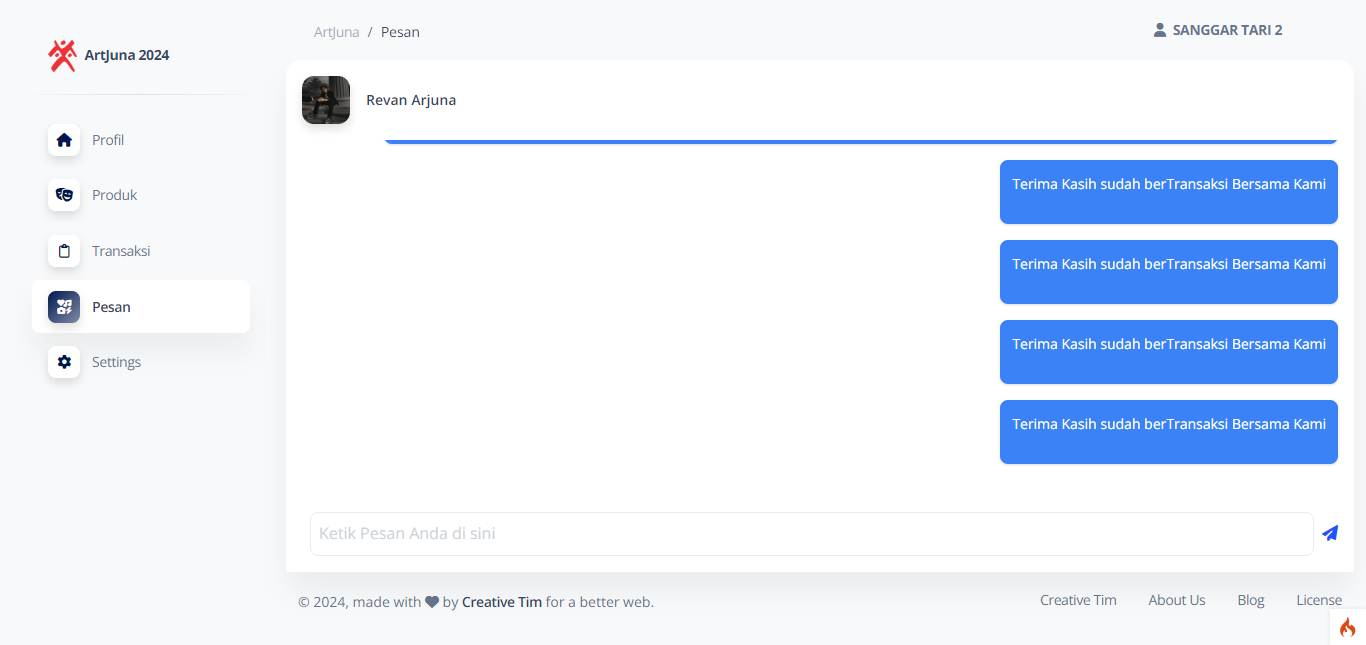 ArtJuna 2024
Profil
Produk
Transaksi
Pesan
Settings
ArtJuna / Pesan
SANGGAR TARI 2
Revan Arjuna
Terima Kasih sudah berTransaksi Bersama Kami
Terima Kasih sudah berTransaksi Bersama Kami
Terima Kasih sudah berTransaksi Bersama Kami
Terima Kasih sudah berTransaksi Bersama Kami
Ketik Pesan Anda di sini
© 2024, made with by Creative Tim for a better web.
Creative Tim
About Us
Blog
License